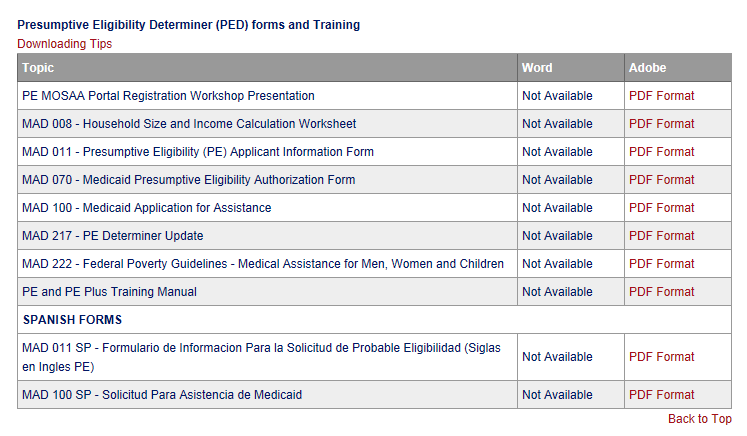 Presumptive Eligibility Determiner (PED) forms and Training
Downloading Tips
Topic Word Adobe
PE MOSAA Portal Registration Workshop Presentation Not Available PDF Format
MAD 008 - Household Size and Income Calculation Worksheet Not Available PDF Format
MAD 011 - Presumptive Eligibility (PE) Applicant Information Form Not Available PDF Format
MAD 070 - Medicaid Presumptive Eligibility Authorization Form Not Available PDF Format
MAD 100 - Medicaid Application for Assistance Not Available PDF Format
MAD 217 - PE Determiner Update Not Available PDF Format
MAD 222 - Federal Poverty Guidelines - Medical Assistance for Men, Women and Children Not Available PDF Format
PE and PE Plus Training Manual Not Available PDF Format
SPANISH FORMS
MAD 011 SP - Formulario de Informacion Para la Solicitud de Probable Eligibilidad (Siglas
en Ingles PE) Not Available PDF Format
MAD 100 SP - Solicitud Para Asistencia de Medicaid Not Available PDF Format
Back to Top